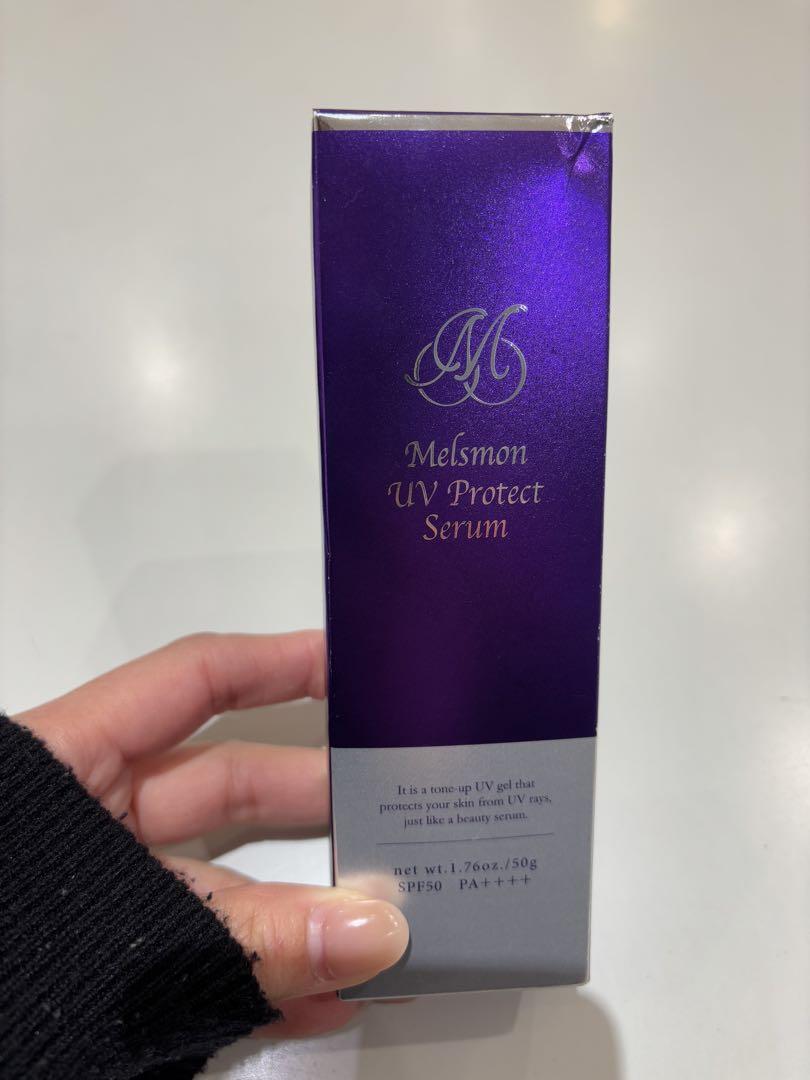 M
Melsmon
UV Protect
Serum
It is a tone-up UV gel that
protects your skin from UV rays,
just like a beauty serum.
net wt.1.76oz./50g
SPF50 PA++++